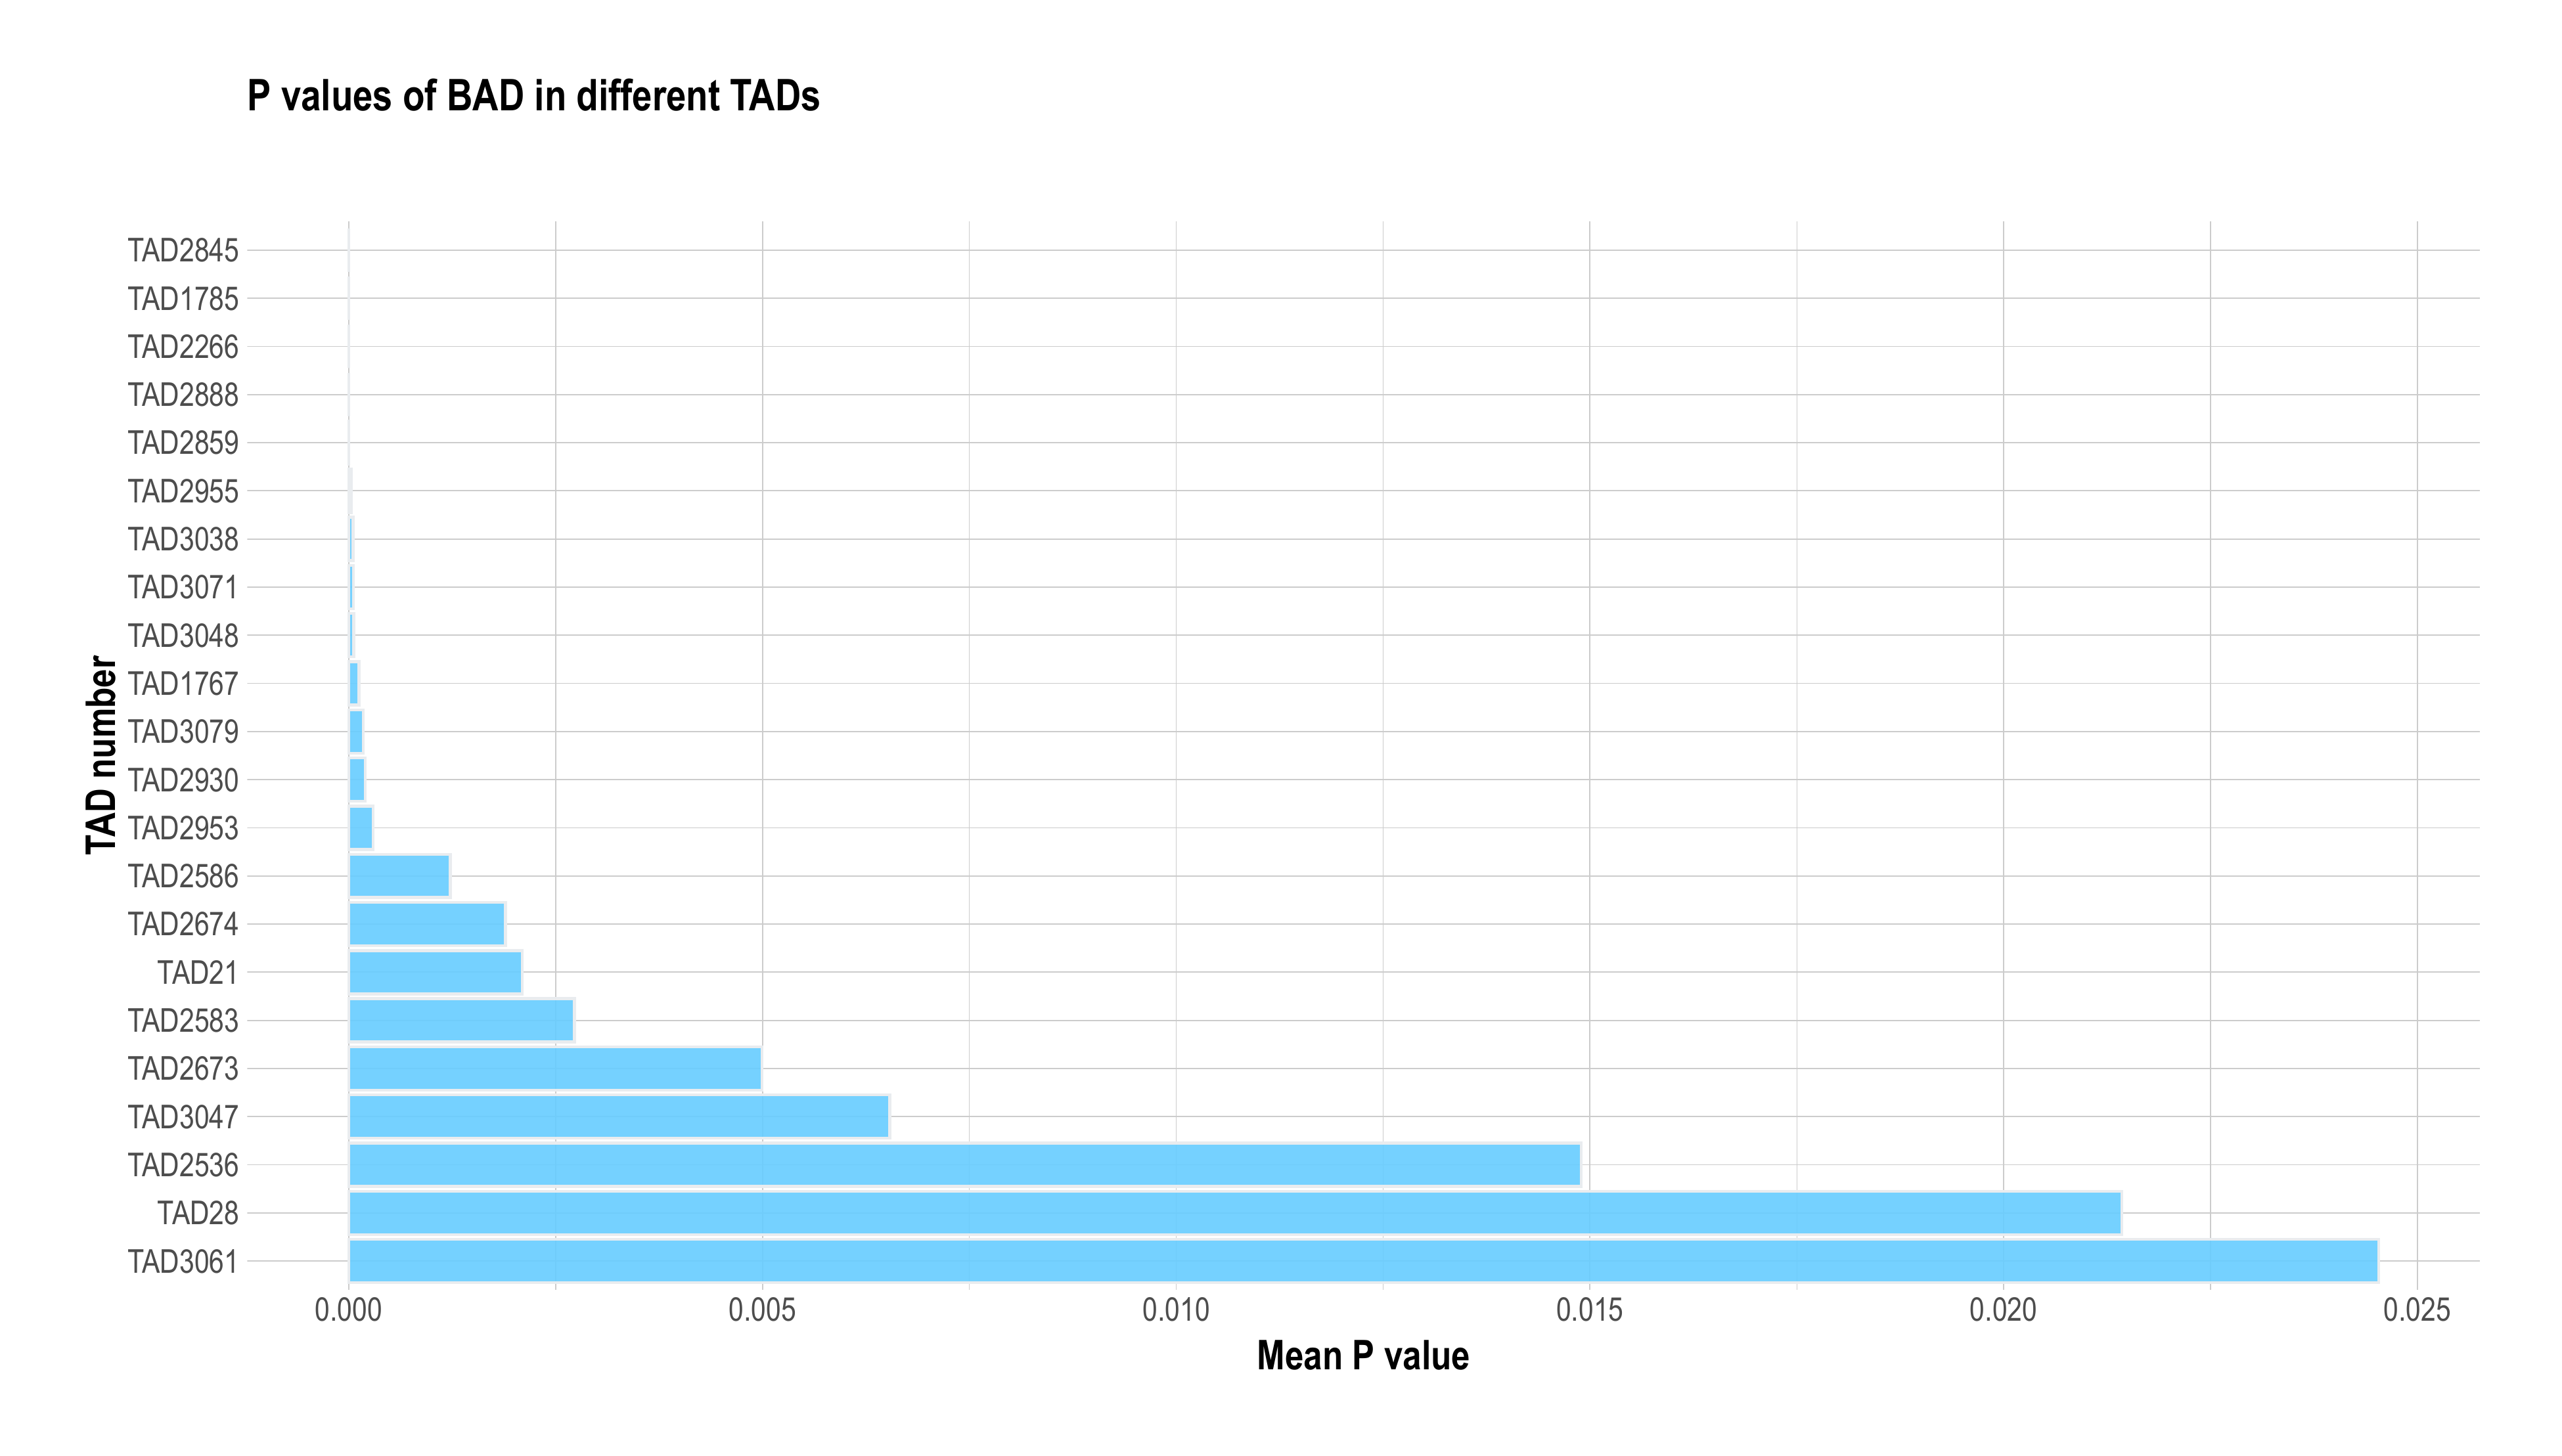 P values of BAD in different TADs
TAD number
TAD2845
TAD1785
TAD2266
TAD2888
TAD2859
TAD2955
TAD3038
TAD3071
TAD3048
TAD1767
TAD3079
TAD2930
TAD2953
TAD2586
TAD2674
TAD21
TAD2583
TAD2673
TAD3047
TAD2536
TAD28
TAD3061
0.000 0.005 0.010 0.015 0.020 0.025
Mean P value